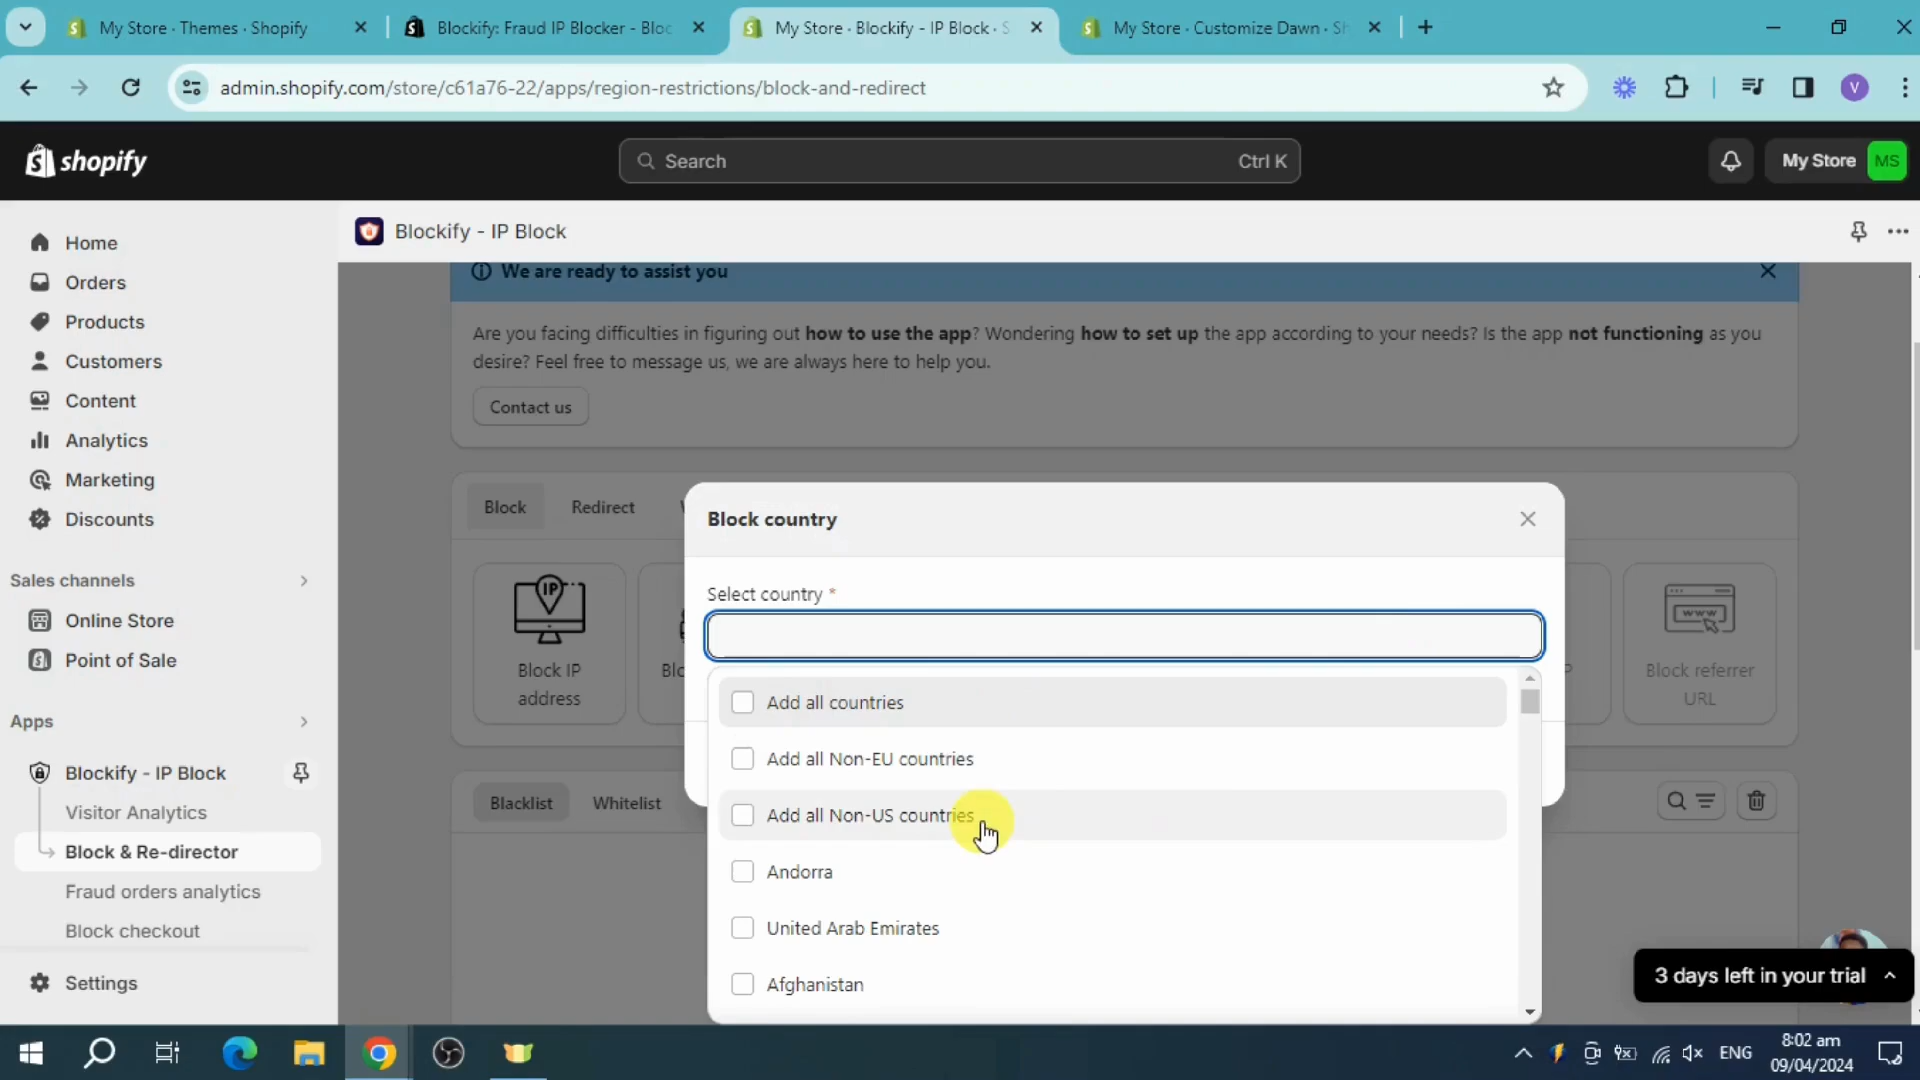 My Store · Themes · Shopify
Blockify: Fraud IP Blocker - Bloc
My Store · Blockify - IP Block · S
My Store · Customize Dawn · Sh
admin.shopify.com/store/c61a76-22/apps/region-restrictions/block-and-redirect
V
shopify
Search
Ctrl K
My Store
MS
Blockify - IP Block
Home
Orders
Products
Customers
Content
Analytics
Marketing
Discounts
Sales channels
Online Store
Point of Sale
Apps
Blockify - IP Block
Visitor Analytics
Block & Re-director
Fraud orders analytics
Block checkout
Settings
We are ready to assist you
Are you facing difficulties in figuring out how to use the app? Wondering how to set up the app according to your needs? Is the app not functioning as you
desire? Feel free to message us, we are always here to help you.
Contact us
Block
Redirect
IP
Block IP
address
Bloc
www
Block referrer
URL
Blacklist
Whitelist
Block country
Select country *
Add all countries
Add all Non-EU countries
Add all Non-US countries
Andorra
United Arab Emirates
Afghanistan
3 days left in your trial
ENG
8:02 am
09/04/2024